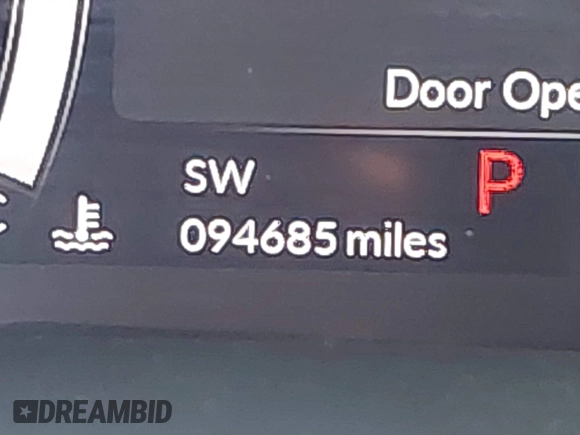 Door Ope
SW
P
094685 miles
C
DREAMBID